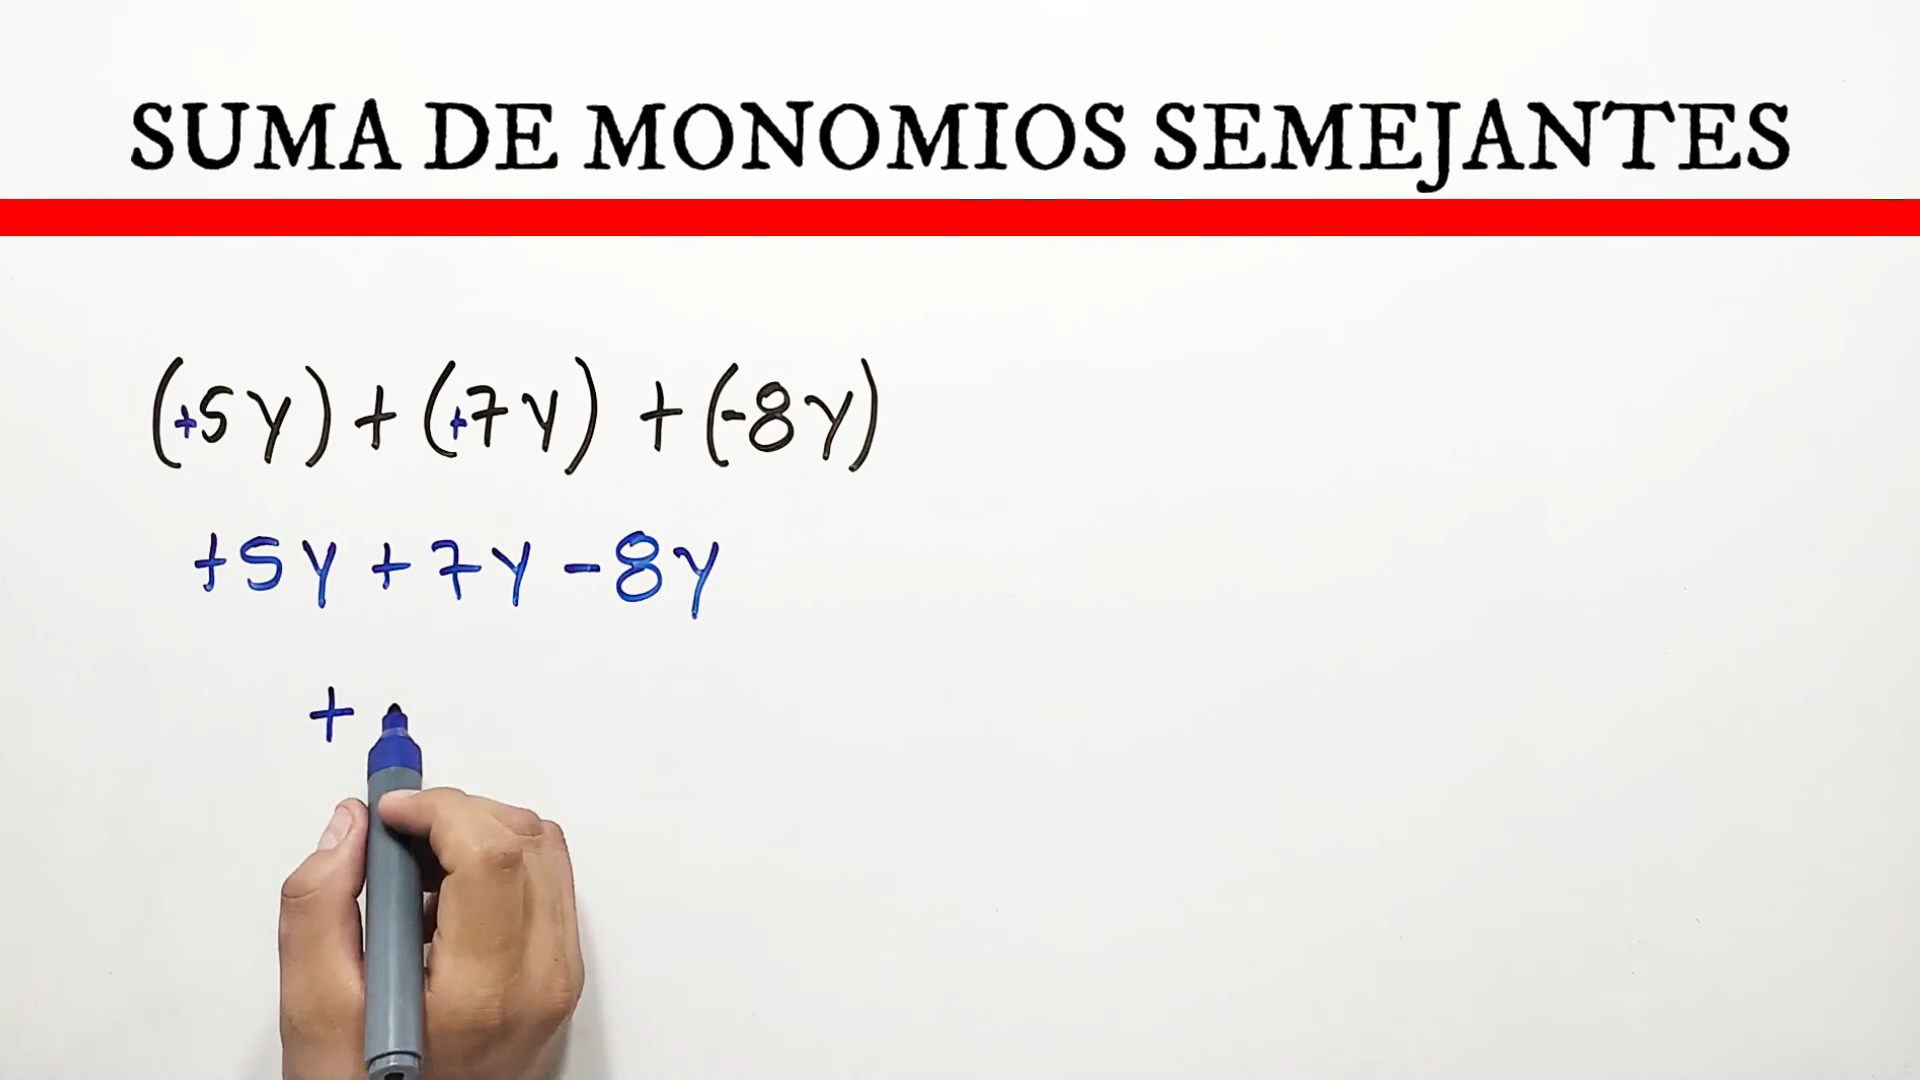 SUMA DE MONOMIOS SEMEJANTES
(+5y)+(+7y)+(-8y)
+5y+7y-8y
+